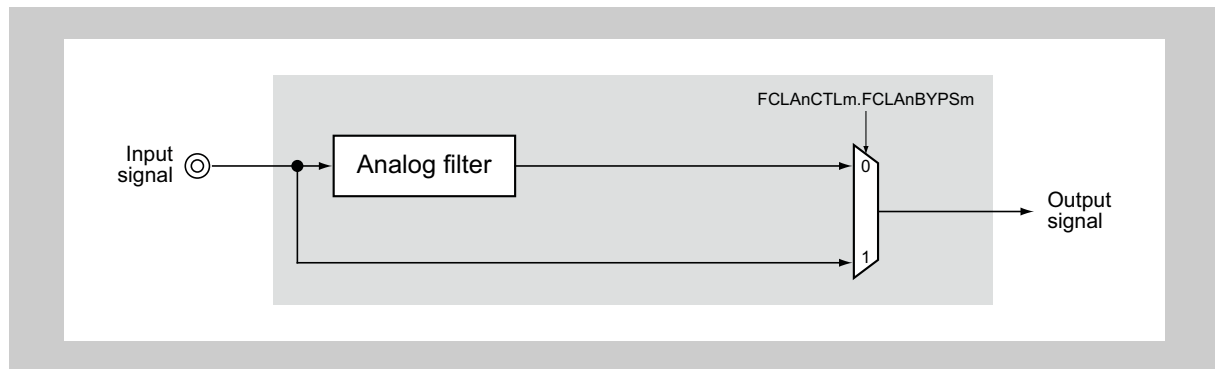 FCLAnCTLm.FCLAnBYPSm
Input
signal
Analog filter
0
1
Output
signal